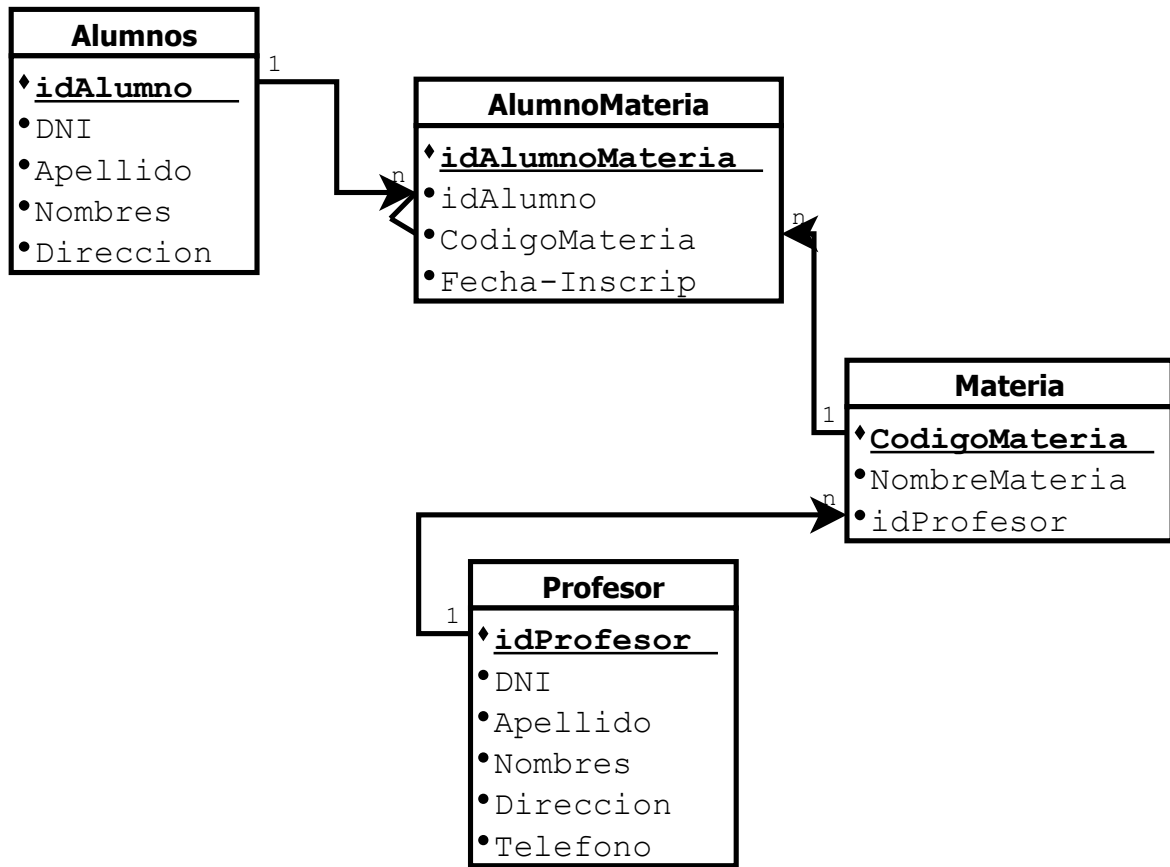 Alumnos
idAlumno
DNI
Apellido
Nombres
Direccion
1
n
AlumnoMateria
idAlumnoMateria
idAlumno
CodigoMateria
Fecha-Inscrip
n
1
Materia
CodigoMateria
NombreMateria
idProfesor
n
1
Profesor
idProfesor
DNI
Apellido
Nombres
Direccion
Telefono